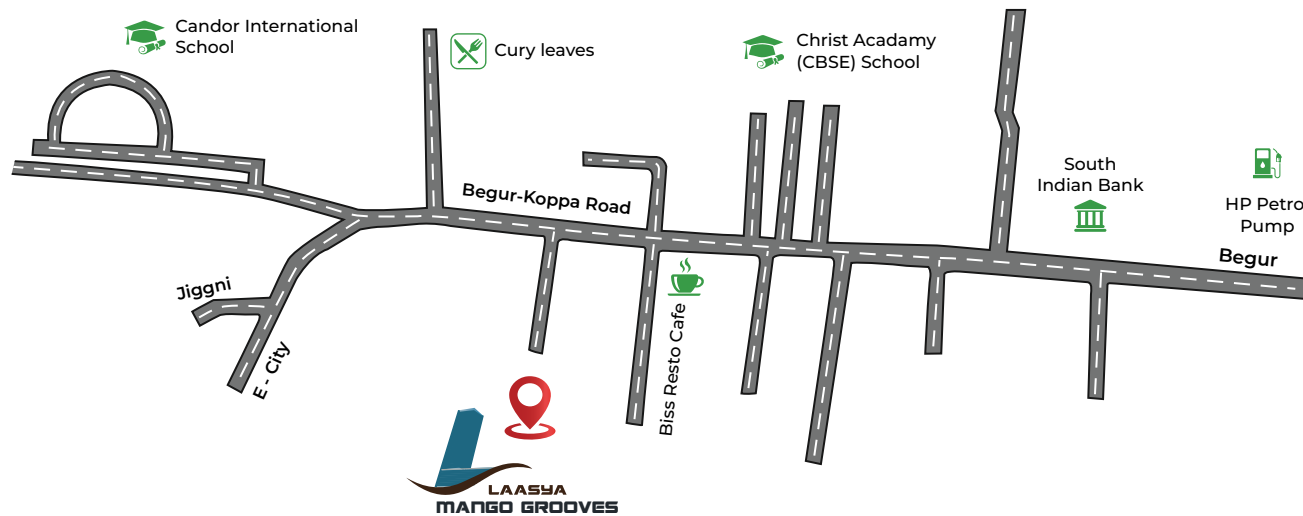 Candor International
School
Cury leaves
Christ Acadamy
(CBSE) School
South
Indian Bank
HP Petro
Pump
Begur-Koppa Road
Begur
Jiggni
E - City
Biss Resto Cafe
LAASYA
MANGO GROOVES